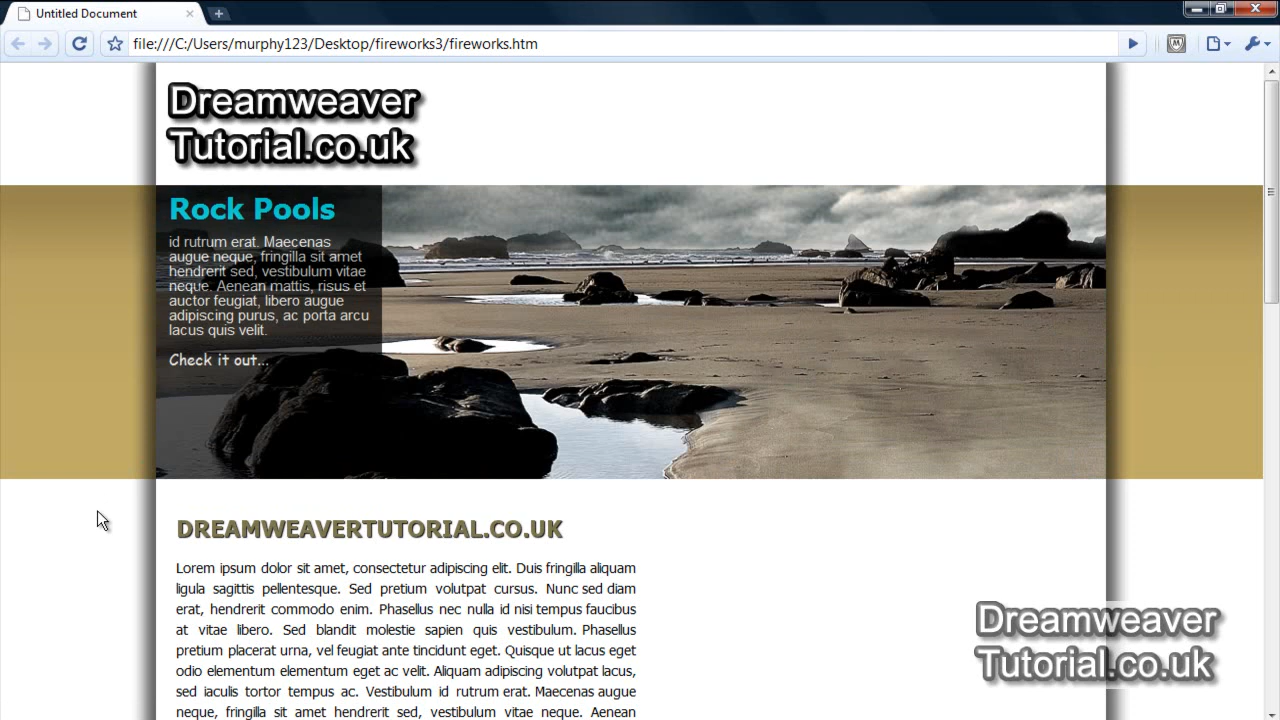 Untitled Document
file:///C:/Users/murphy123/Desktop/fireworks3/fireworks.htm
Dreamweaver
Tutorial.co.uk
Rock Pools
id rutrum erat. Maecenas
augue neque, fringilla sit amet
hendrerit sed, vestibulum vitae
neque. Aenean mattis, risus et
auctor feugiat, libero augue
adipiscing purus, ac porta arcu
lacus quis velit.
Check it out...
DREAMWEAVERTUTORIAL.CO.UK
Lorem ipsum dolor sit amet, consectetur adipiscing elit. Duis fringilla aliquam
ligula sagittis pellentesque. Sed pretium volutpat cursus. Nunc sed diam
erat, hendrerit commodo enim. Phasellus nec nulla id nisi tempus faucibus
at vitae libero. Sed blandit molestie sapien quis vestibulum. Phasellus
pretium placerat urna, vel feugiat ante tincidunt eget. Quisque ut lacus eget
odio elementum elementum eget ac velit. Aliquam adipiscing volutpat lacus,
sed iaculis tortor tempus ac. Vestibulum id rutrum erat. Maecenas augue
neque, fringilla sit amet hendrerit sed, vestibulum vitae neque. Aenean
Dreamweaver
Tutorial.co.uk